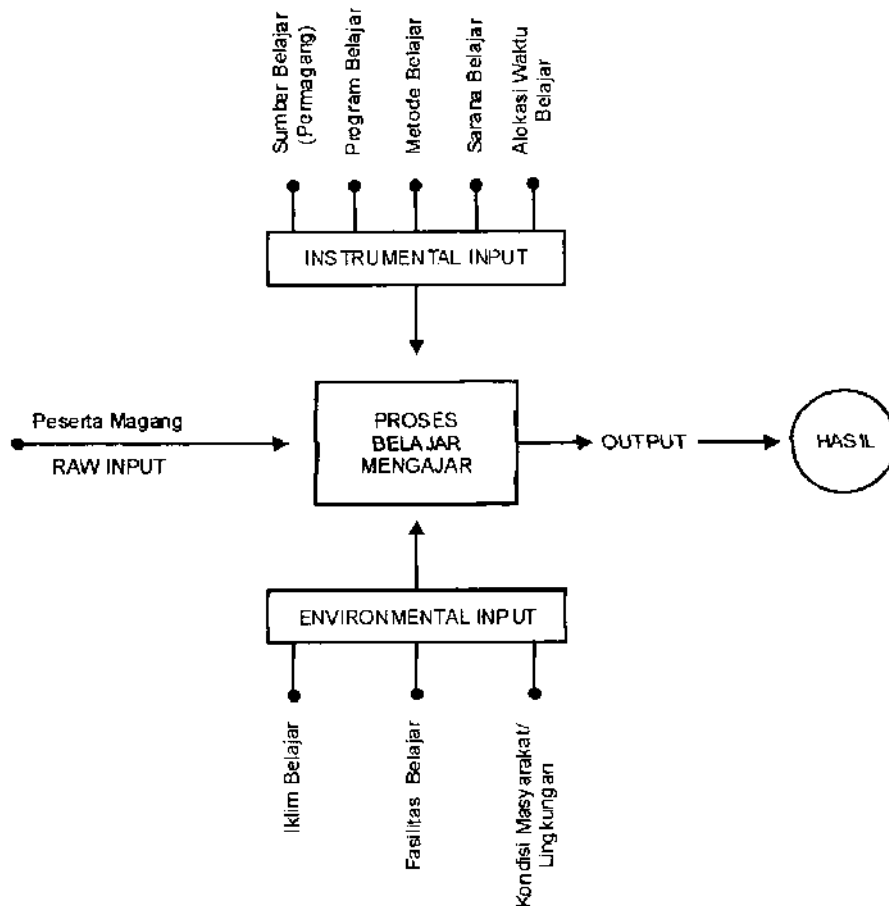 Sumber Belajar
(Pemagang)
Program Belajar
Metode Belajar
Sarana Belajar
Alokasi Waktu
Belajar
INSTRUMENTAL INPUT
Peserta Magang
RAW INPUT
PROSES
BELAJAR
MENGAJAR
OUTPUT
HASIL
ENVIRONMENTAL INPUT
Iklim Belajar
Fasilitas Belajar
Kondisi Masyarakat/
Lingkungan